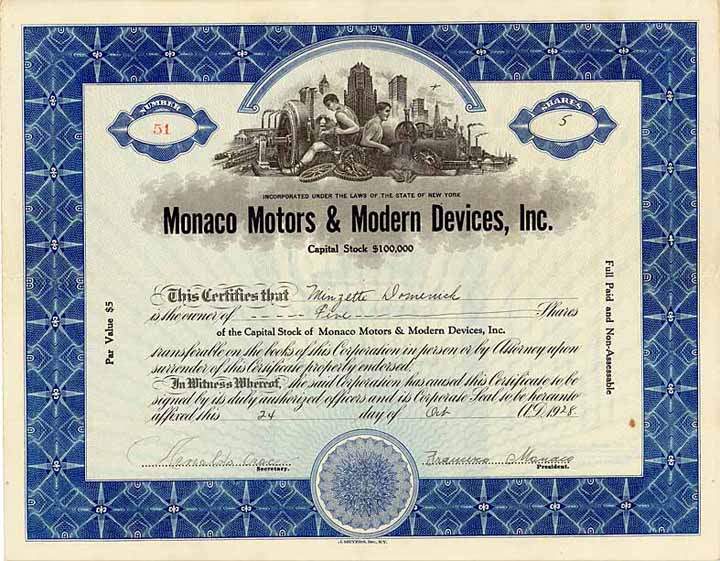 NUMBER
51
SHARES
5
INCORPORATED UNDER THE LAWS OF THE STATE OF NEW YORK
Monaco Motors & Modern Devices, Inc.
Capital Stock $100,000
This Certifies that Minzette Domenick
is the owner of Five Shares
of the Capital Stock of Monaco Motors & Modern Devices, Inc.
transferable on the books of this Corporation in person or by Attorney upon
surrender of this Certificate properly endorsed.
In Witness Whereof, the said Corporation has caused this Certificate to be
signed by its duly authorized officers and its Corporate Seal to be hereunto
affixed this 24 day of Oct A.D. 1928
Par Value $5
Full Paid and Non-Assessable
Secretary.
Francesco Monaco
President.